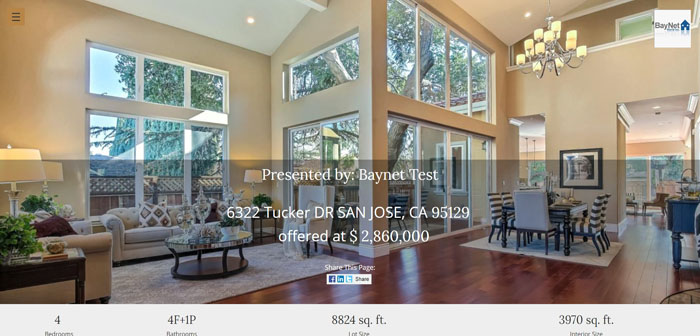 BayNet
Presented by: Baynet Test
6322 Tucker DR SAN JOSE, CA 95129
offered at $ 2,860,000
Share This Page:
Share
4 4F+1P 8824 sq. ft. 3970 sq. ft.
Bedrooms Bathrooms Lot Size Interior Size